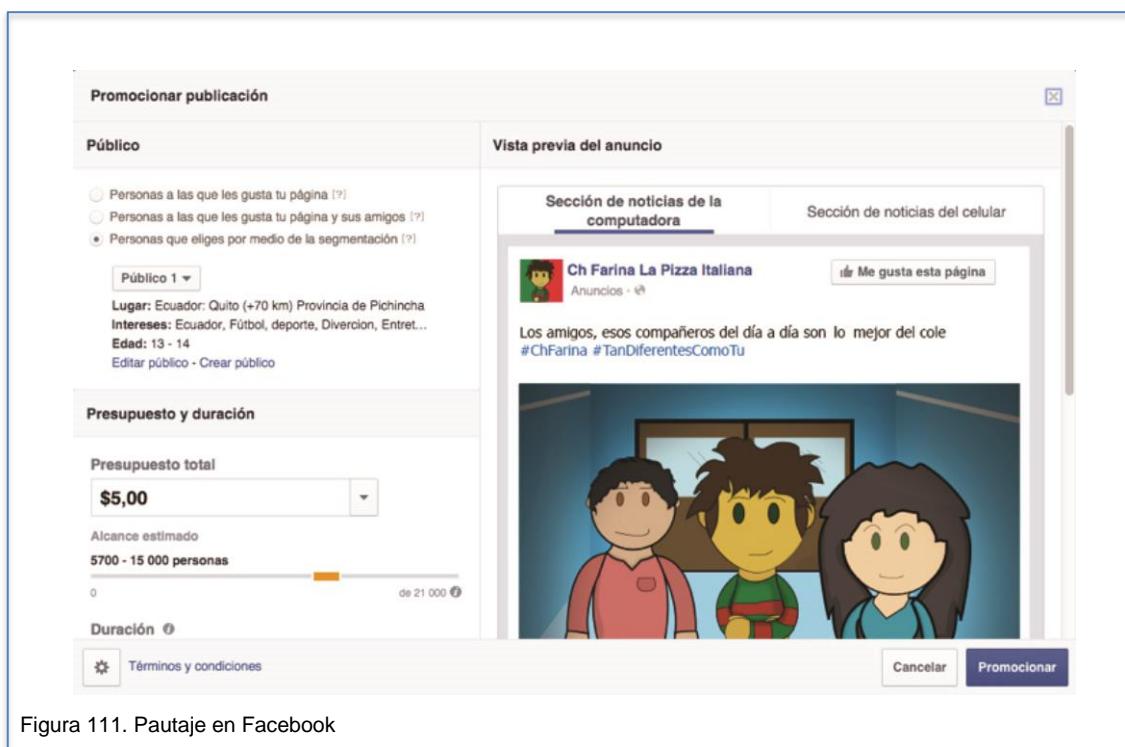 Promocionar publicación
Público
Personas a las que les gusta tu página [?]
Personas a las que les gusta tu página y sus amigos [?]
Personas que eliges por medio de la segmentación [?]
Público 1
Lugar: Ecuador: Quito (+70 km) Provincia de Pichincha
Intereses: Ecuador, Fútbol, deporte, Divercion, Entret...
Edad: 13 - 14
Editar público - Crear público
Presupuesto y duración
Presupuesto total
$5,00
Alcance estimado
5700 - 15 000 personas
0
de 21 000
Duración
Vista previa del anuncio
Sección de noticias de la
computadora
Sección de noticias del celular
Ch Farina La Pizza Italiana
Anuncios ·
Me gusta esta página
Los amigos, esos compañeros del día a día son lo mejor del cole
#ChFarina #TanDiferentesComoTu
Términos y condiciones
Cancelar
Promocionar
Figura 111. Pautaje en Facebook